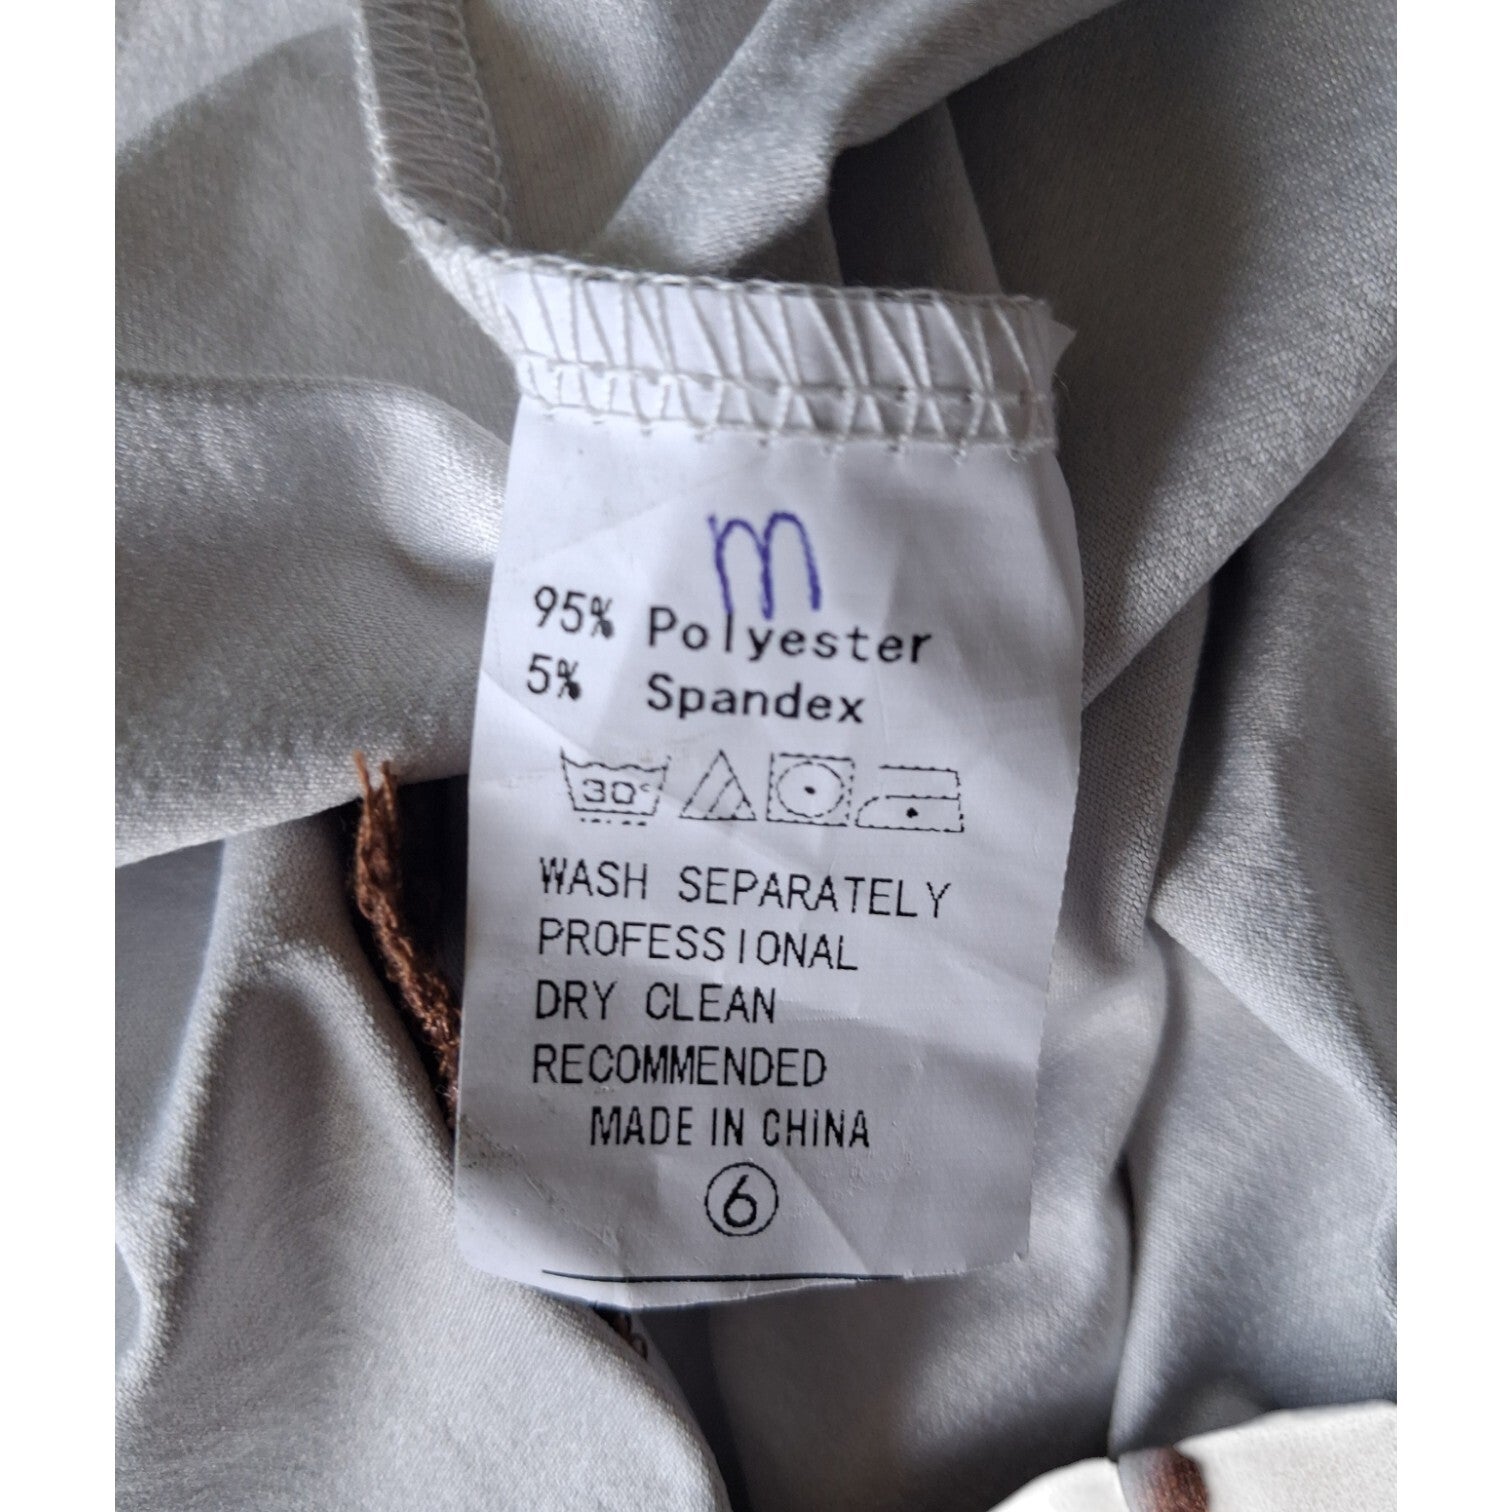 m
95% Polyester
5% Spandex
30°
WASH SEPARATELY
PROFESSIONAL
DRY CLEAN
RECOMMENDED
MADE IN CHINA
6